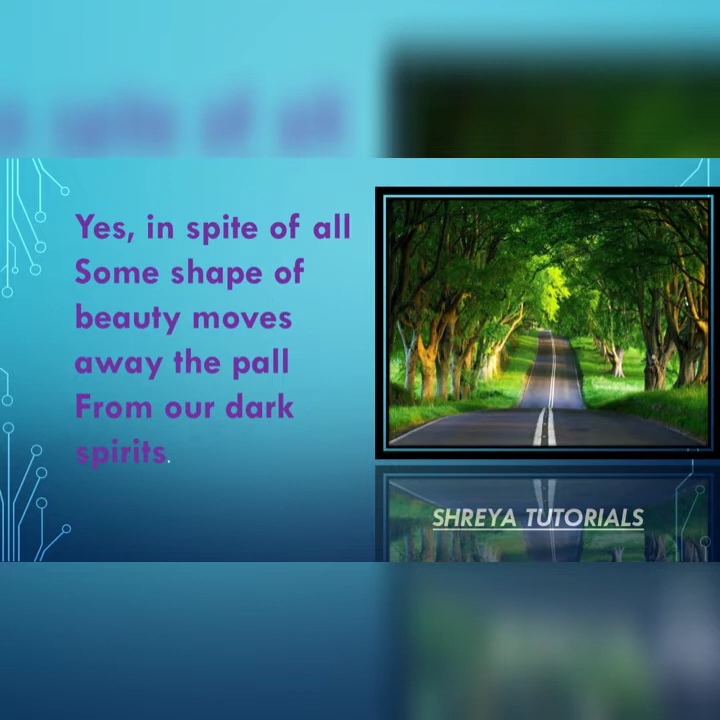 Yes, in spite of all
Some shape of
beauty moves
away the pall
From our dark
spirits.
SHREYA TUTORIALS